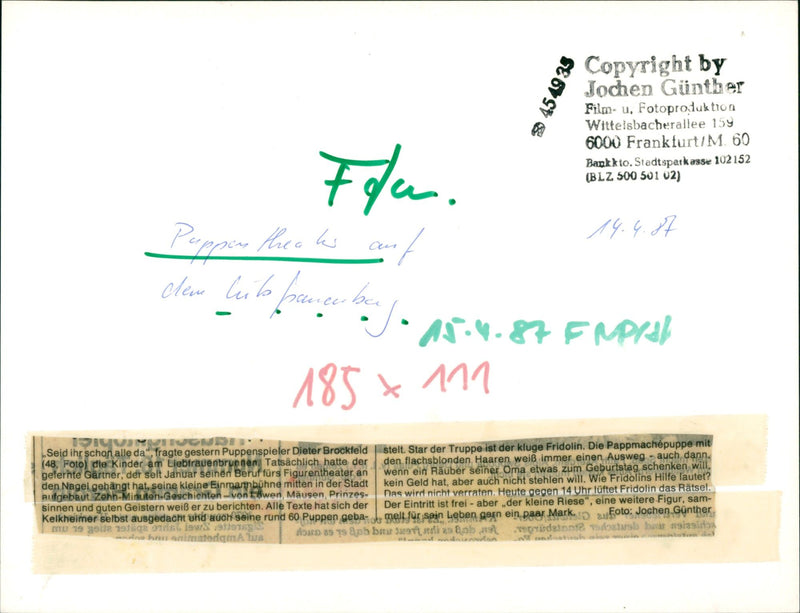 454935
Copyright by
Jochen Günther
Film- u. Fotoproduktion
Wittelsbacherallee 159
6000 Frankfurt/M. 60
Bankkto. Stadtsparkasse 102152
(BLZ 500 501 02)
Ffm.
Puppentheater auf
14.4.87
dem Liebfrauenberg
15.4.87 FNP/st
185 x 111
„Seid ihr schon alle da", fragte gestern Puppenspieler Dieter Brockfeld
(48, Foto) die Kinder am Liebfrauenbrunnen. Tatsächlich hatte der
gelernte Gärtner, der seit Januar seinen Beruf fürs Figurentheater an
den Nagel gehängt hat, seine kleine Einmannbühne mitten in der Stadt
aufgebaut. Zehn-Minuten-Geschichten – von Löwen, Mäusen, Prinzes-
sinnen und guten Geistern weiß er zu berichten. Alle Texte hat sich der
Kelkheimer selbst ausgedacht und auch seine rund 60 Puppen geba-
stelt. Star der Truppe ist der kluge Fridolin. Die Pappmachépuppe mit
den flachsblonden Haaren weiß immer einen Ausweg - auch dann,
wenn ein Räuber seiner Oma etwas zum Geburtstag schenken will,
kein Geld hat, aber auch nicht stehlen will. Wie Fridolins Hilfe lautet?
Das wird nicht verraten. Heute gegen 14 Uhr lüftet Fridolin das Rätsel.
Der Eintritt ist frei - aber „der kleine Riese", eine weitere Figur, sam-
melt für sein Leben gern ein paar Mark. Foto: Jochen Günther